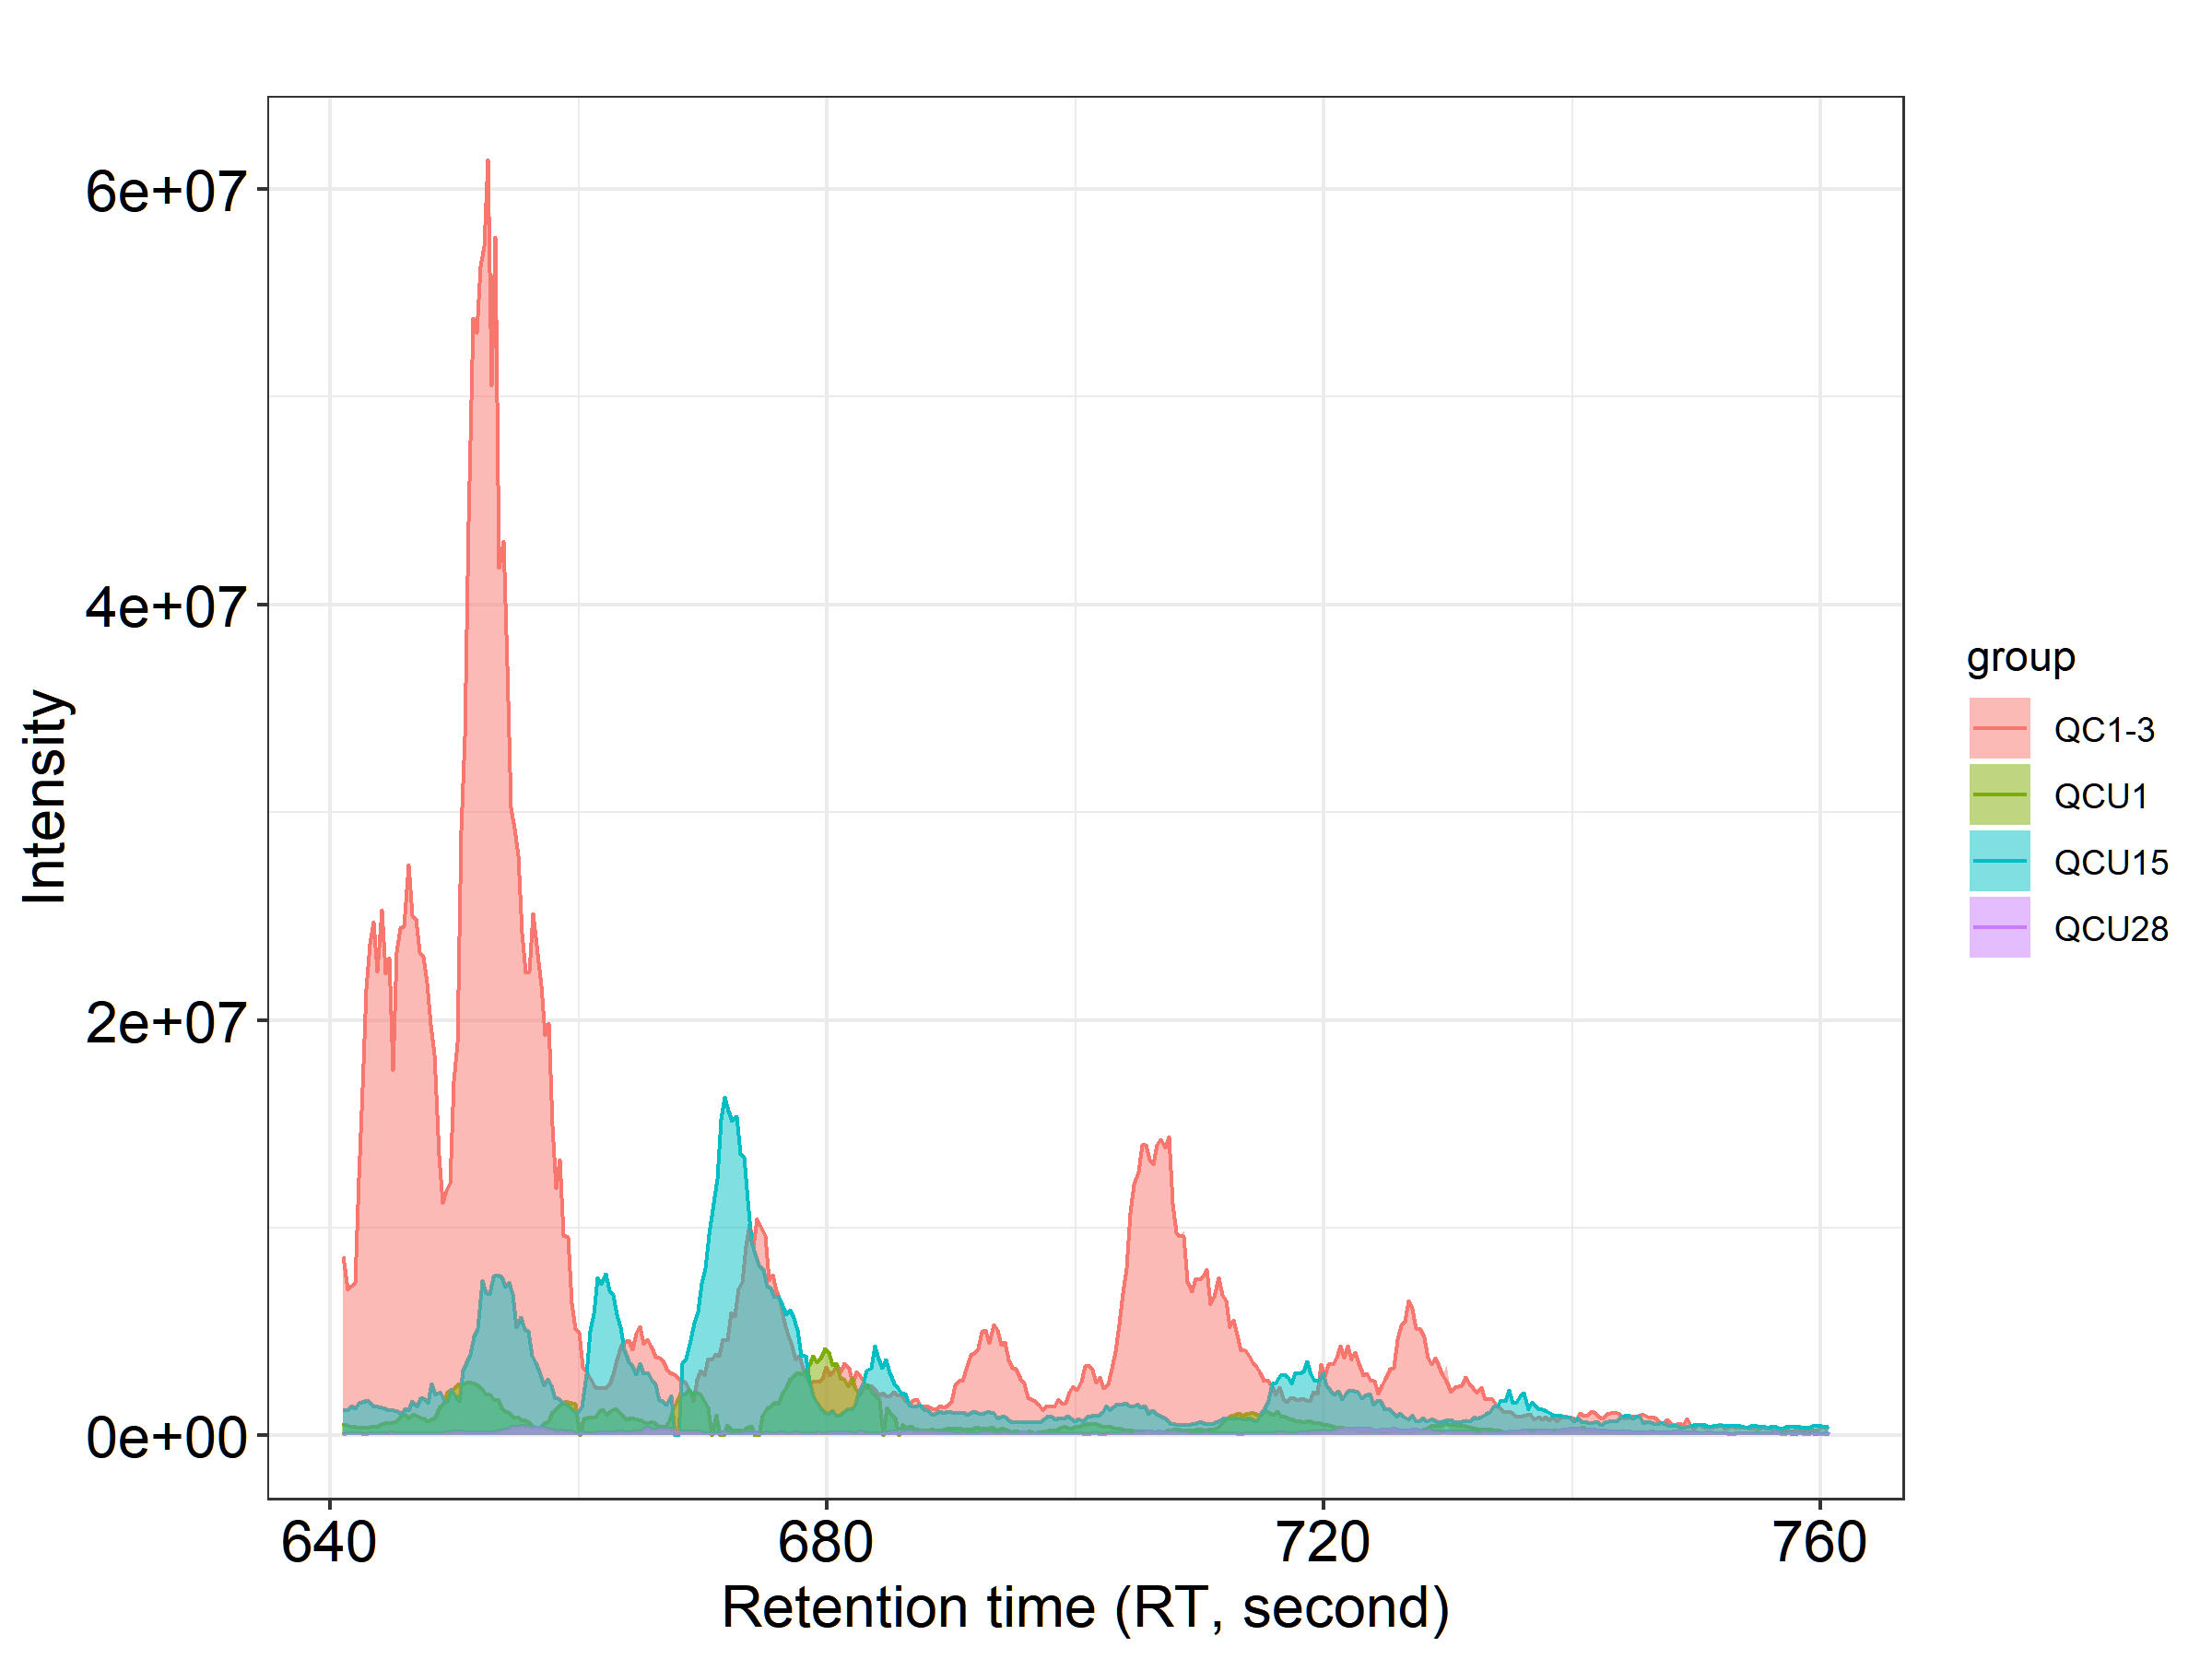 6e+07
4e+07
2e+07
0e+00
Intensity
640 680 720 760
Retention time (RT, second)
group
QC1-3
QCU1
QCU15
QCU28